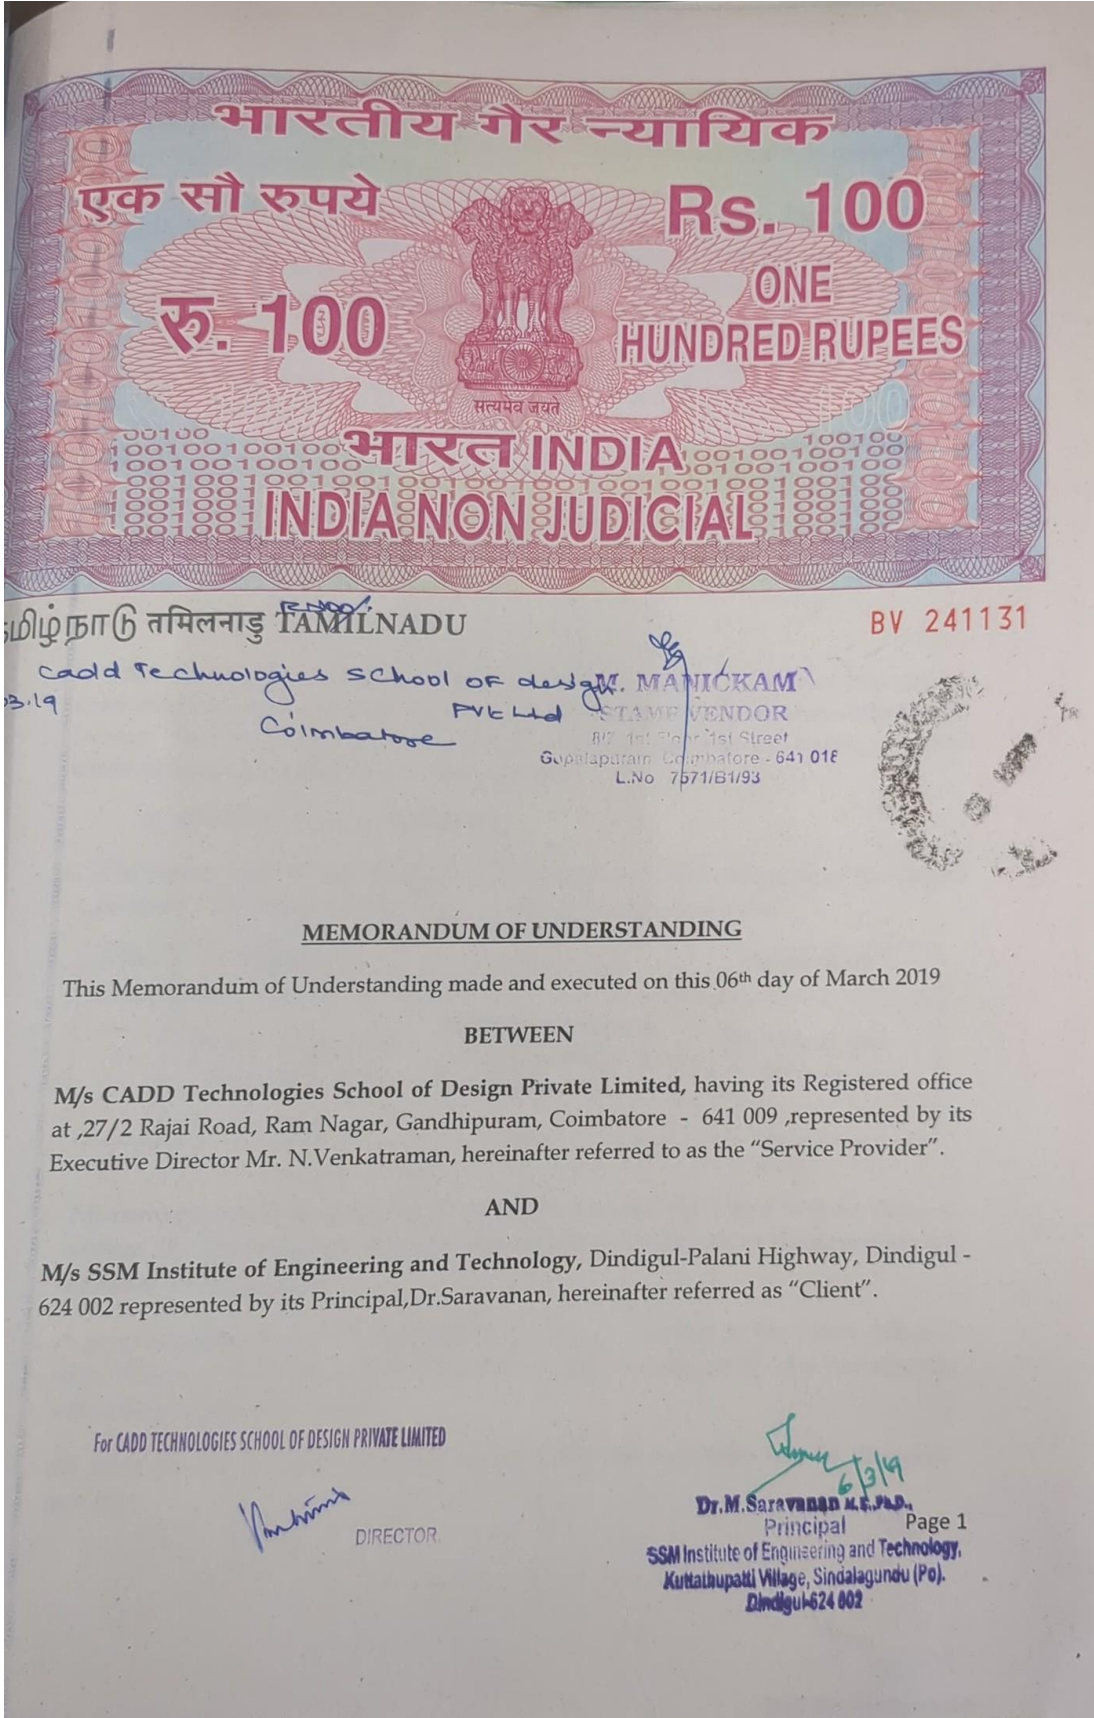 भारतीय गैर न्यायिक
एक सौ रुपये
Rs. 100
रु. 100
ONE
HUNDRED RUPEES
सत्यमेव जयते
भारत INDIA
INDIA NON JUDICIAL
தமிழ்நாடு तमिलनाडु TAMILNADU
BV 241131
Cadd Technologies School of design
Pvt Ltd
03.19
Coimbatore
M. MANICKAM
STAMP VENDOR
1st Floor 1st Street
Gopalapuram Coimbatore - 641 018
L.No 7571/B1/93
MEMORANDUM OF UNDERSTANDING
This Memorandum of Understanding made and executed on this 06th day of March 2019
BETWEEN
M/s CADD Technologies School of Design Private Limited, having its Registered office
at ,27/2 Rajai Road, Ram Nagar, Gandhipuram, Coimbatore - 641 009 ,represented by its
Executive Director Mr. N.Venkatraman, hereinafter referred to as the “Service Provider”.
AND
M/s SSM Institute of Engineering and Technology, Dindigul-Palani Highway, Dindigul -
624 002 represented by its Principal,Dr.Saravanan, hereinafter referred as “Client”.
For CADD TECHNOLOGIES SCHOOL OF DESIGN PRIVATE LIMITED
DIRECTOR
6/3/19
Dr.M.Saravanan M.E.,Ph.D.,
Principal
Page 1
SSM Institute of Engineering and Technology,
Kuttathupatti Village, Sindalagundu (Po).
Dindigul-624 002